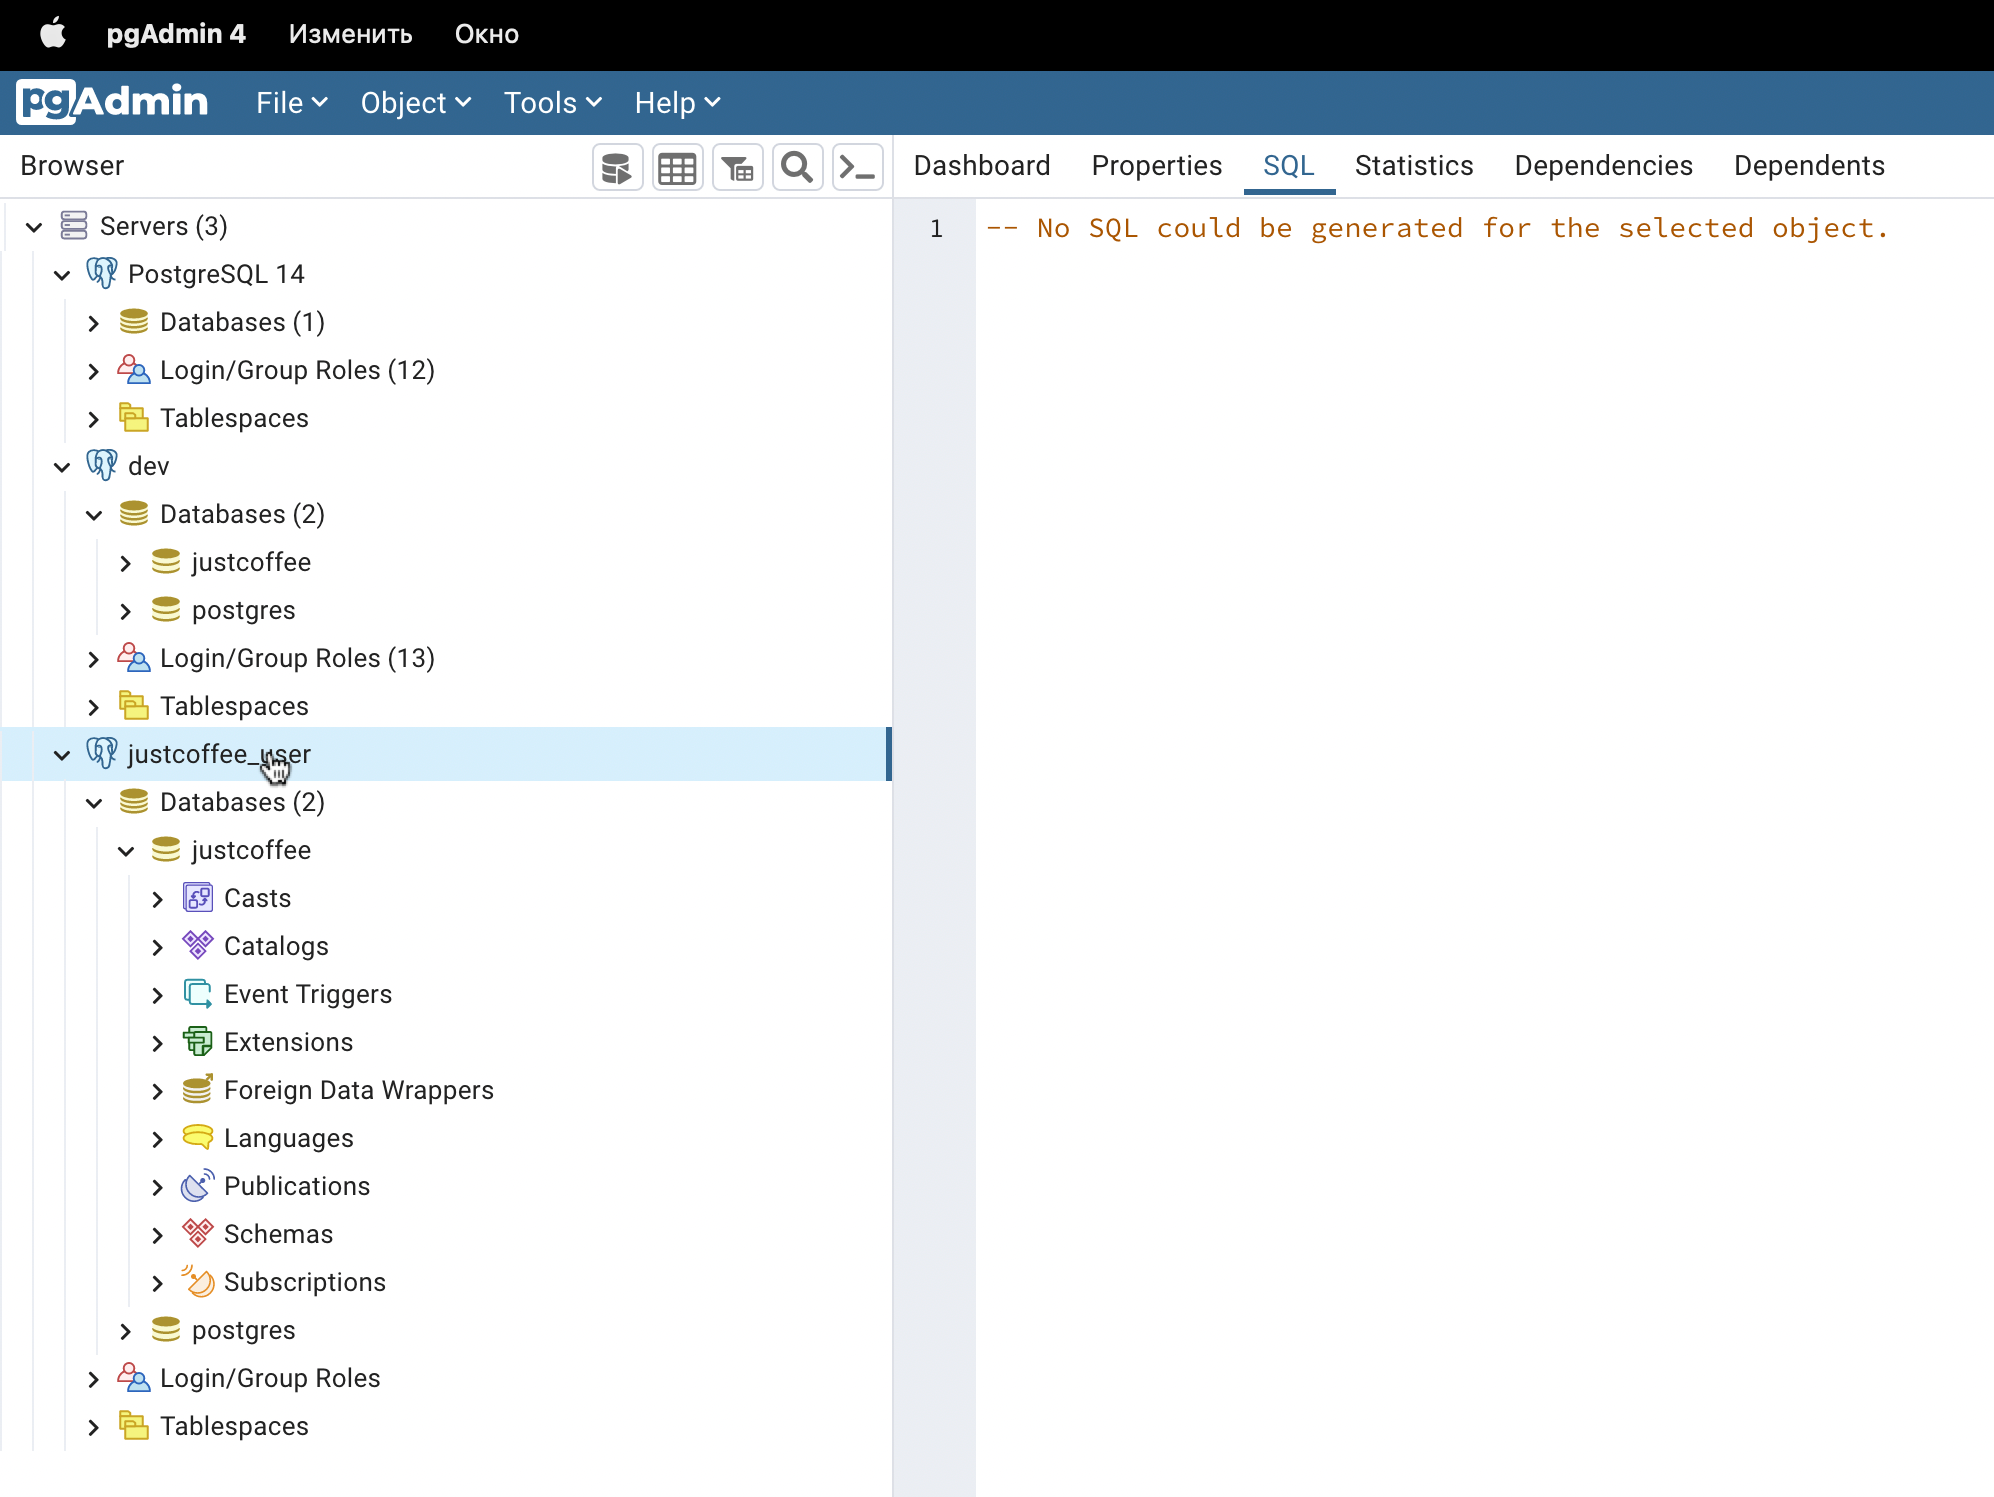 pgAdmin 4 Изменить Окно
pgAdmin File Object Tools Help
Browser
Dashboard Properties SQL Statistics Dependencies Dependents
Servers (3)
1 -- No SQL could be generated for the selected object.
PostgreSQL 14
Databases (1)
Login/Group Roles (12)
Tablespaces
dev
Databases (2)
justcoffee
postgres
Login/Group Roles (13)
Tablespaces
justcoffee_user
Databases (2)
justcoffee
Casts
Catalogs
Event Triggers
Extensions
Foreign Data Wrappers
Languages
Publications
Schemas
Subscriptions
postgres
Login/Group Roles
Tablespaces